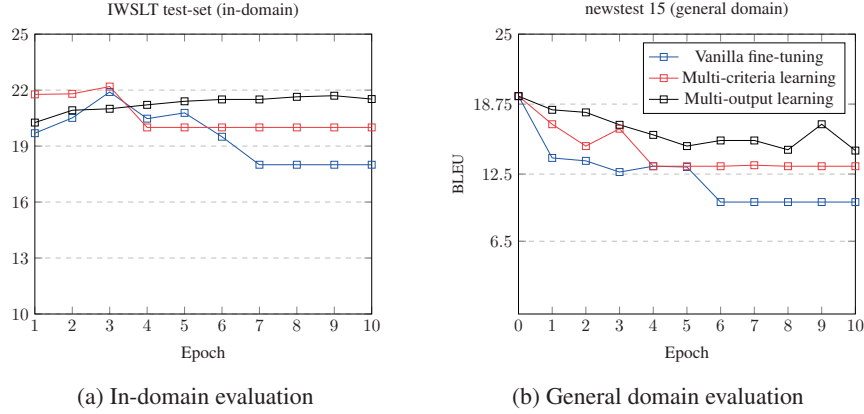 IWSLT test-set (in-domain)
25
22
19
16
13
10
1 2 3 4 5 6 7 8 9 10
Epoch
(a) In-domain evaluation
newstest 15 (general domain)
25
18.75
12.5
6.5
BLEU
Vanilla fine-tuning
Multi-criteria learning
Multi-output learning
0 1 2 3 4 5 6 7 8 9 10
Epoch
(b) General domain evaluation